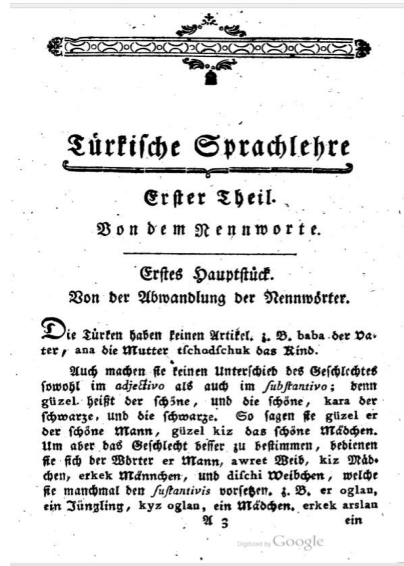 Türkische Sprachlehre
Erster Theil.
Von dem Nennworte.
Erstes Hauptstück.
Von der Abwandlung der Nennwörter.
Die Türken haben keinen Artikel. z. B. baba der Va-
ter, ana die Mutter tschodschuk das Kind.
Auch machen sie keinen Unterschied des Geschlechtes
sowohl im adjectivo als auch im substantivo; denn
güzel heißt der schöne, und die schöne, kara der
schwarze, und die schwarze. So sagen sie güzel er
der schöne Mann, güzel kiz das schöne Mädchen.
Um aber das Geschlecht besser zu bestimmen, bedienen
sie sich der Wörter er Mann, awret Weib, kiz Mäd-
chen, erkek Männchen, und dischi Weibchen, welche
sie manchmal den sustantivis vorsetzen. z. B. er oglan,
ein Jüngling, kyz oglan, ein Mädchen. erkek arslan
A 3 ein
Digitized by Google